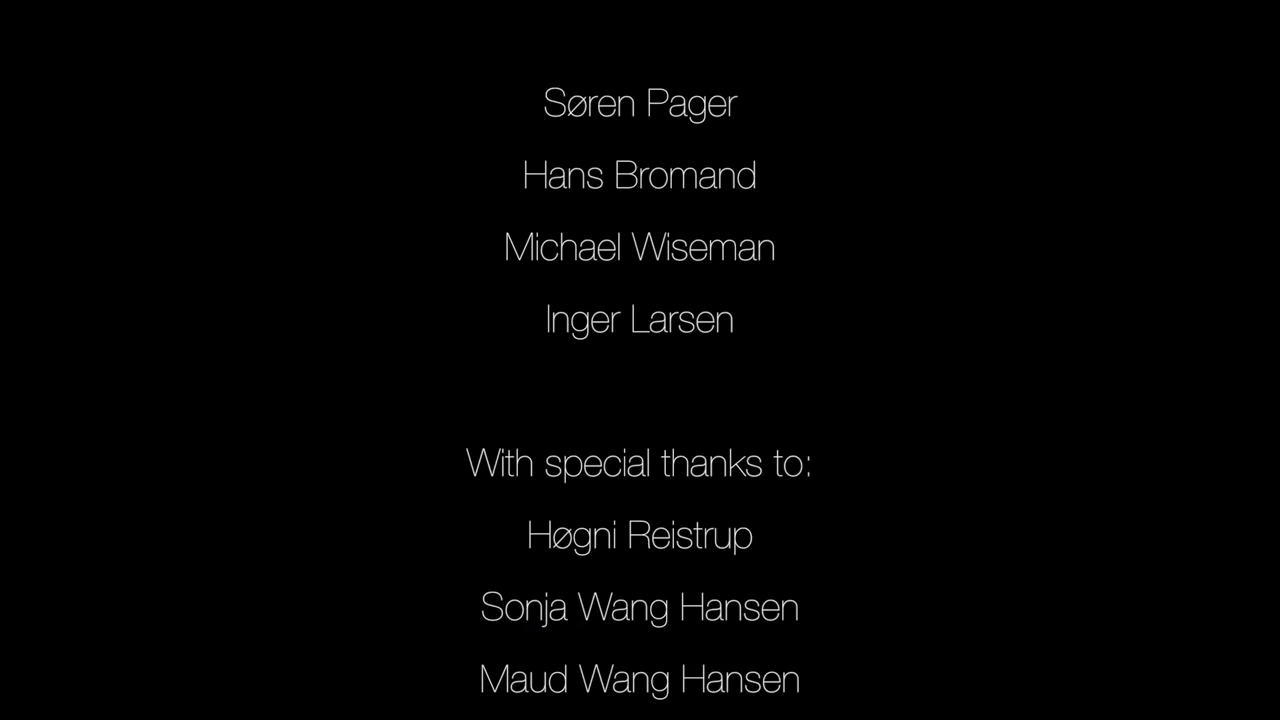 Søren Pager
Hans Bromand
Michael Wiseman
Inger Larsen
With special thanks to:
Høgni Reistrup
Sonja Wang Hansen
Maud Wang Hansen